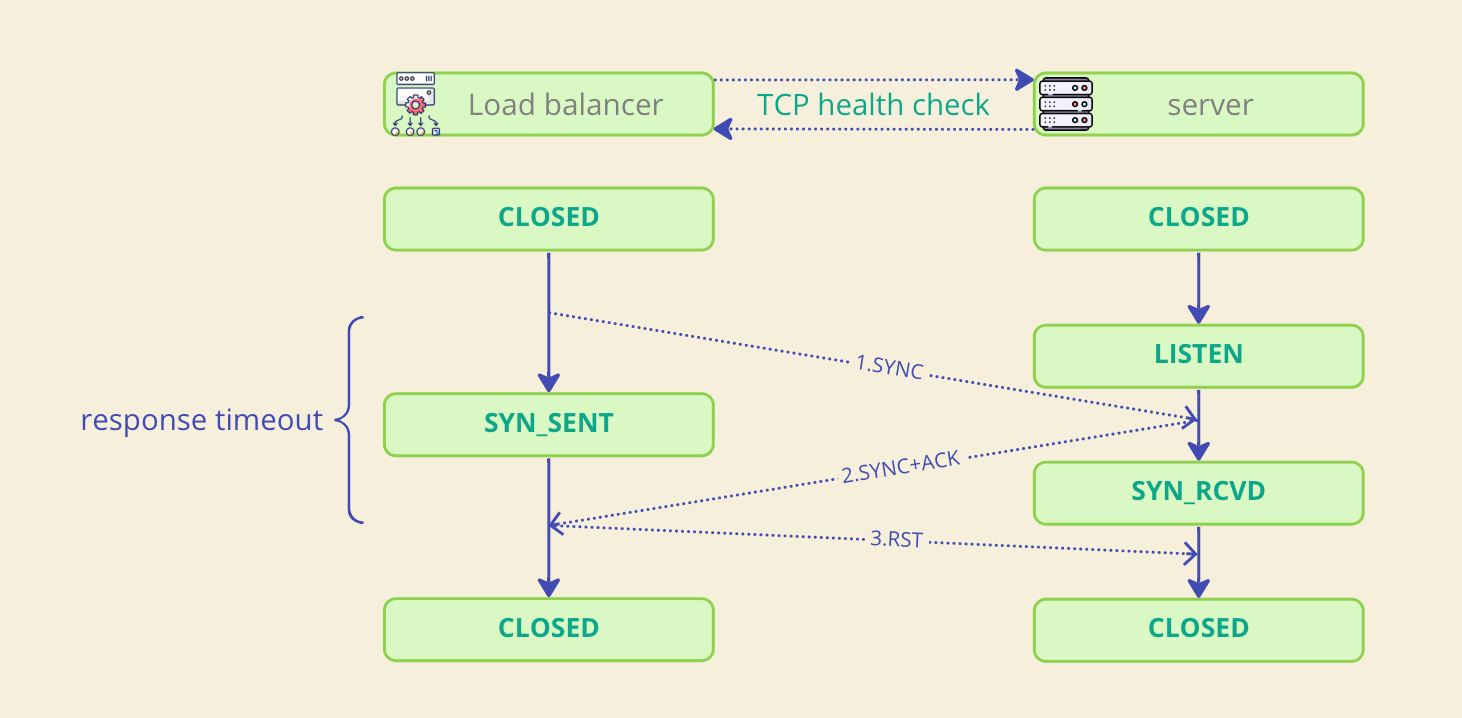 Load balancer
TCP health check
server
CLOSED
CLOSED
LISTEN
1.SYNC
response timeout
SYN_SENT
2.SYNC+ACK
SYN_RCVD
3.RST
CLOSED
CLOSED